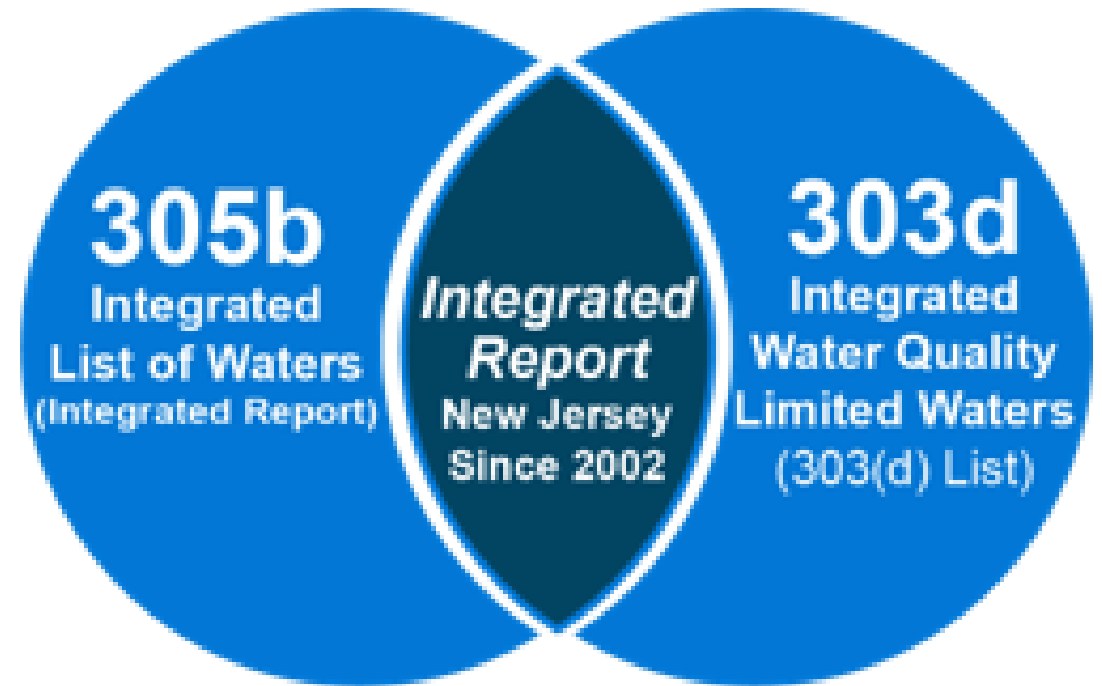 305b
Integrated
List of Waters
(Integrated Report)
Integrated
Report
New Jersey
Since 2002
303d
Integrated
Water Quality
Limited Waters
(303(d) List)